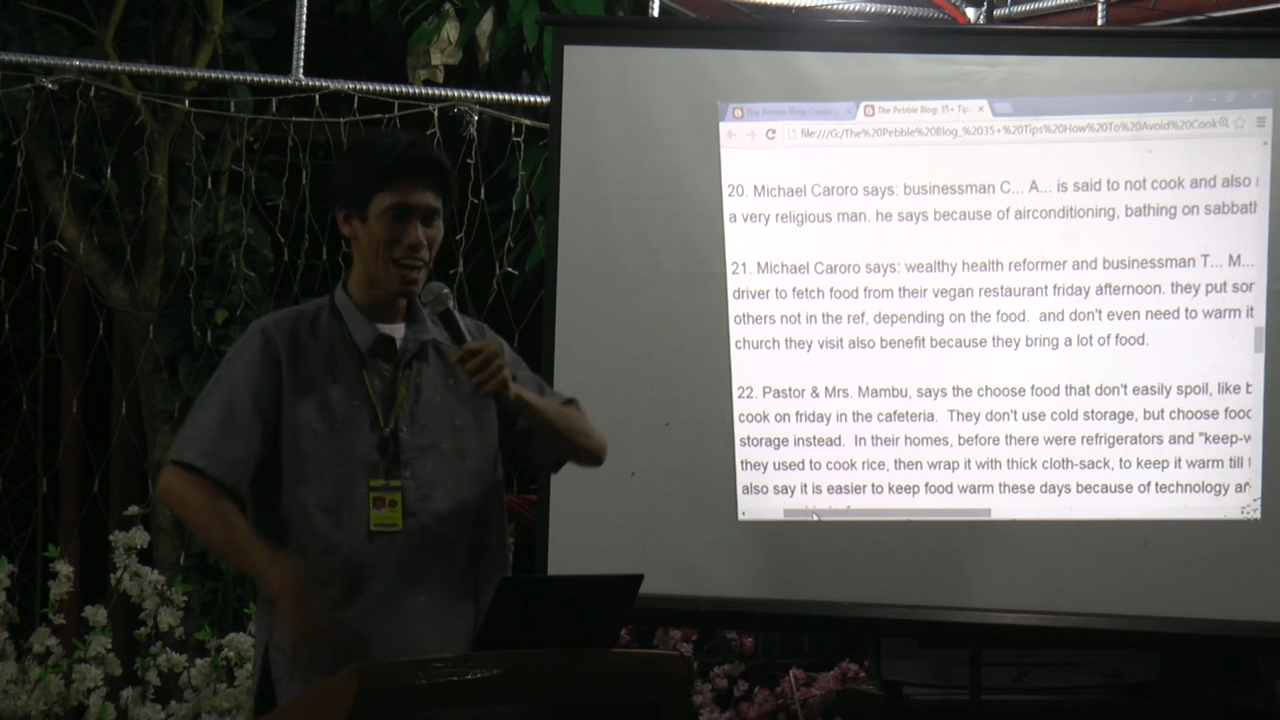 The Pebble Blog: Cooking
The Pebble Blog: 35+ Tips
file:///G:/The%20Pebble%20Blog_%2035+%20Tips%20How%20To%20Avoid%20Cook
20. Michael Caroro says: businessman C... A... is said to not cook and also
a very religious man. he says because of airconditioning, bathing on sabbath
21. Michael Caroro says: wealthy health reformer and businessman T... M...
driver to fetch food from their vegan restaurant friday afternoon. they put sor
others not in the ref, depending on the food. and don't even need to warm it
church they visit also benefit because they bring a lot of food.
22. Pastor & Mrs. Mambu, says the choose food that don't easily spoil, like b
cook on friday in the cafeteria. They don't use cold storage, but choose food
storage instead. In their homes, before there were refrigerators and "keep-w
they used to cook rice, then wrap it with thick cloth-sack, to keep it warm till
also say it is easier to keep food warm these days because of technology an